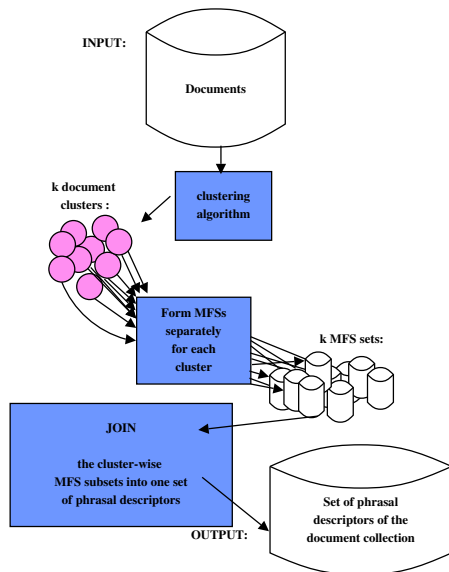 INPUT:
Documents
k document
clusters :
clustering
algorithm
Form MFSs
separately
for each
cluster
k MFS sets:
JOIN
the cluster-wise
MFS subsets into one set
of phrasal descriptors
Set of phrasal
descriptors of the
document collection
OUTPUT: